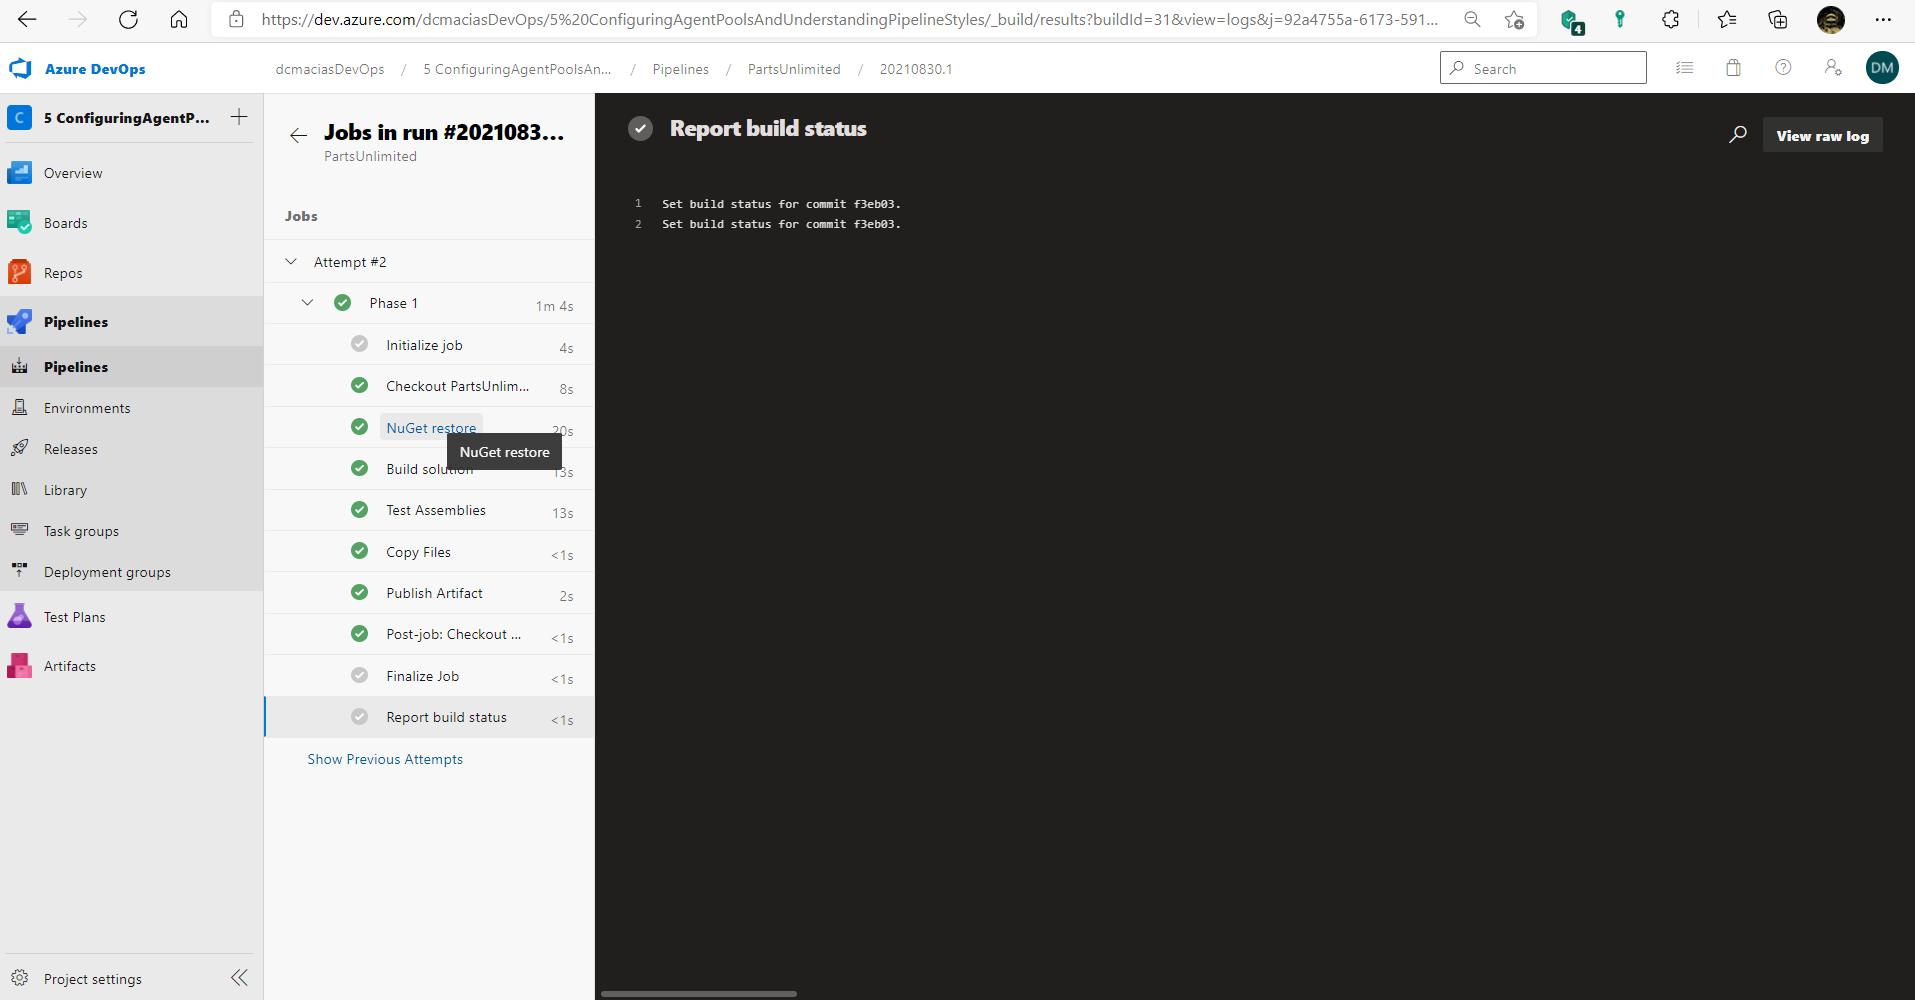 https://dev.azure.com/dcmaciasDevOps/5%20ConfiguringAgentPoolsAndUnderstandingPipelineStyles/_build/results?buildId=31&view=logs&j=92a4755a-6173-591...
4
Azure DevOps
dcmaciasDevOps / 5 ConfiguringAgentPoolsAn... / Pipelines / PartsUnlimited / 20210830.1
Search
DM
C
5 ConfiguringAgentP...
Overview
Boards
Repos
Pipelines
Pipelines
Environments
Releases
Library
Task groups
Deployment groups
Test Plans
Artifacts
Project settings
Jobs in run #2021083...
PartsUnlimited
Jobs
Attempt #2
Phase 1 1m 4s
Initialize job 4s
Checkout PartsUnlim... 8s
NuGet restore 20s
NuGet restore
Build solution 13s
Test Assemblies 13s
Copy Files <1s
Publish Artifact 2s
Post-job: Checkout ... <1s
Finalize Job <1s
Report build status <1s
Show Previous Attempts
Report build status
View raw log
1 Set build status for commit f3eb03.
2 Set build status for commit f3eb03.